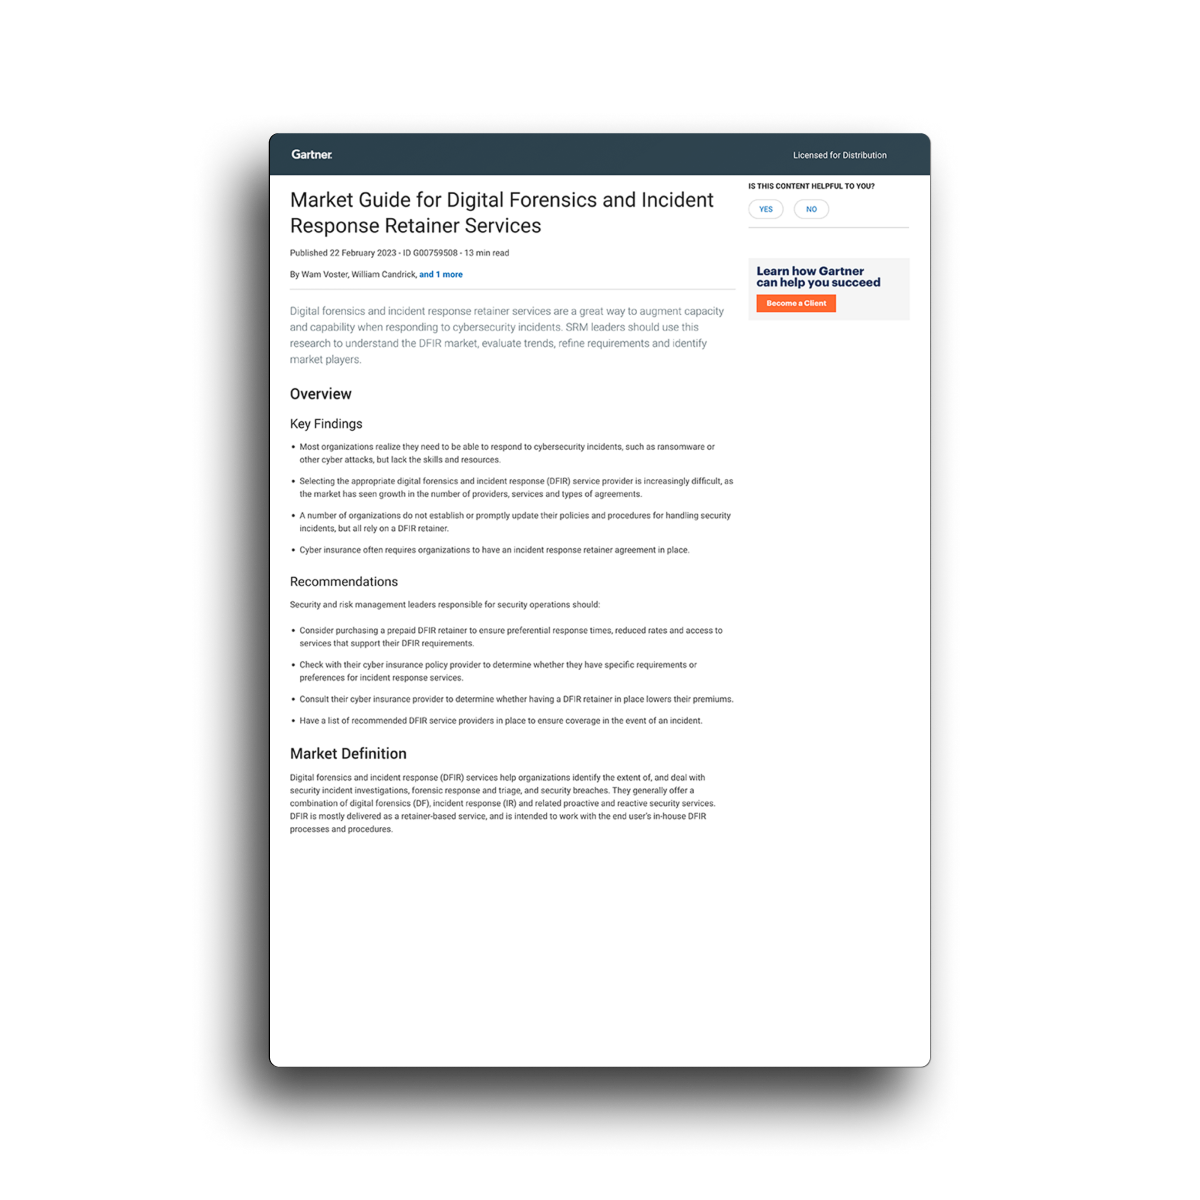 Gartner
Licensed for Distribution
Market Guide for Digital Forensics and Incident
Response Retainer Services
Published 22 February 2023 - ID G00759508 - 13 min read
By Wam Voster, William Candrick, and 1 more
Digital forensics and incident response retainer services are a great way to augment capacity
and capability when responding to cybersecurity incidents. SRM leaders should use this
research to understand the DFIR market, evaluate trends, refine requirements and identify
market players.
Overview
Key Findings
• Most organizations realize they need to be able to respond to cybersecurity incidents, such as ransomware or
other cyber attacks, but lack the skills and resources.
• Selecting the appropriate digital forensics and incident response (DFIR) service provider is increasingly difficult, as
the market has seen growth in the number of providers, services and types of agreements.
• A number of organizations do not establish or promptly update their policies and procedures for handling security
incidents, but all rely on a DFIR retainer.
• Cyber insurance often requires organizations to have an incident response retainer agreement in place.
Recommendations
Security and risk management leaders responsible for security operations should:
• Consider purchasing a prepaid DFIR retainer to ensure preferential response times, reduced rates and access to
services that support their DFIR requirements.
• Check with their cyber insurance policy provider to determine whether they have specific requirements or
preferences for incident response services.
• Consult their cyber insurance provider to determine whether having a DFIR retainer in place lowers their premiums.
• Have a list of recommended DFIR service providers in place to ensure coverage in the event of an incident.
Market Definition
Digital forensics and incident response (DFIR) services help organizations identify the extent of, and deal with
security incident investigations, forensic response and triage, and security breaches. They generally offer a
combination of digital forensics (DF), incident response (IR) and related proactive and reactive security services.
DFIR is mostly delivered as a retainer-based service, and is intended to work with the end user's in-house DFIR
processes and procedures.
IS THIS CONTENT HELPFUL TO YOU?
YES NO
Learn how Gartner
can help you succeed
Become a Client